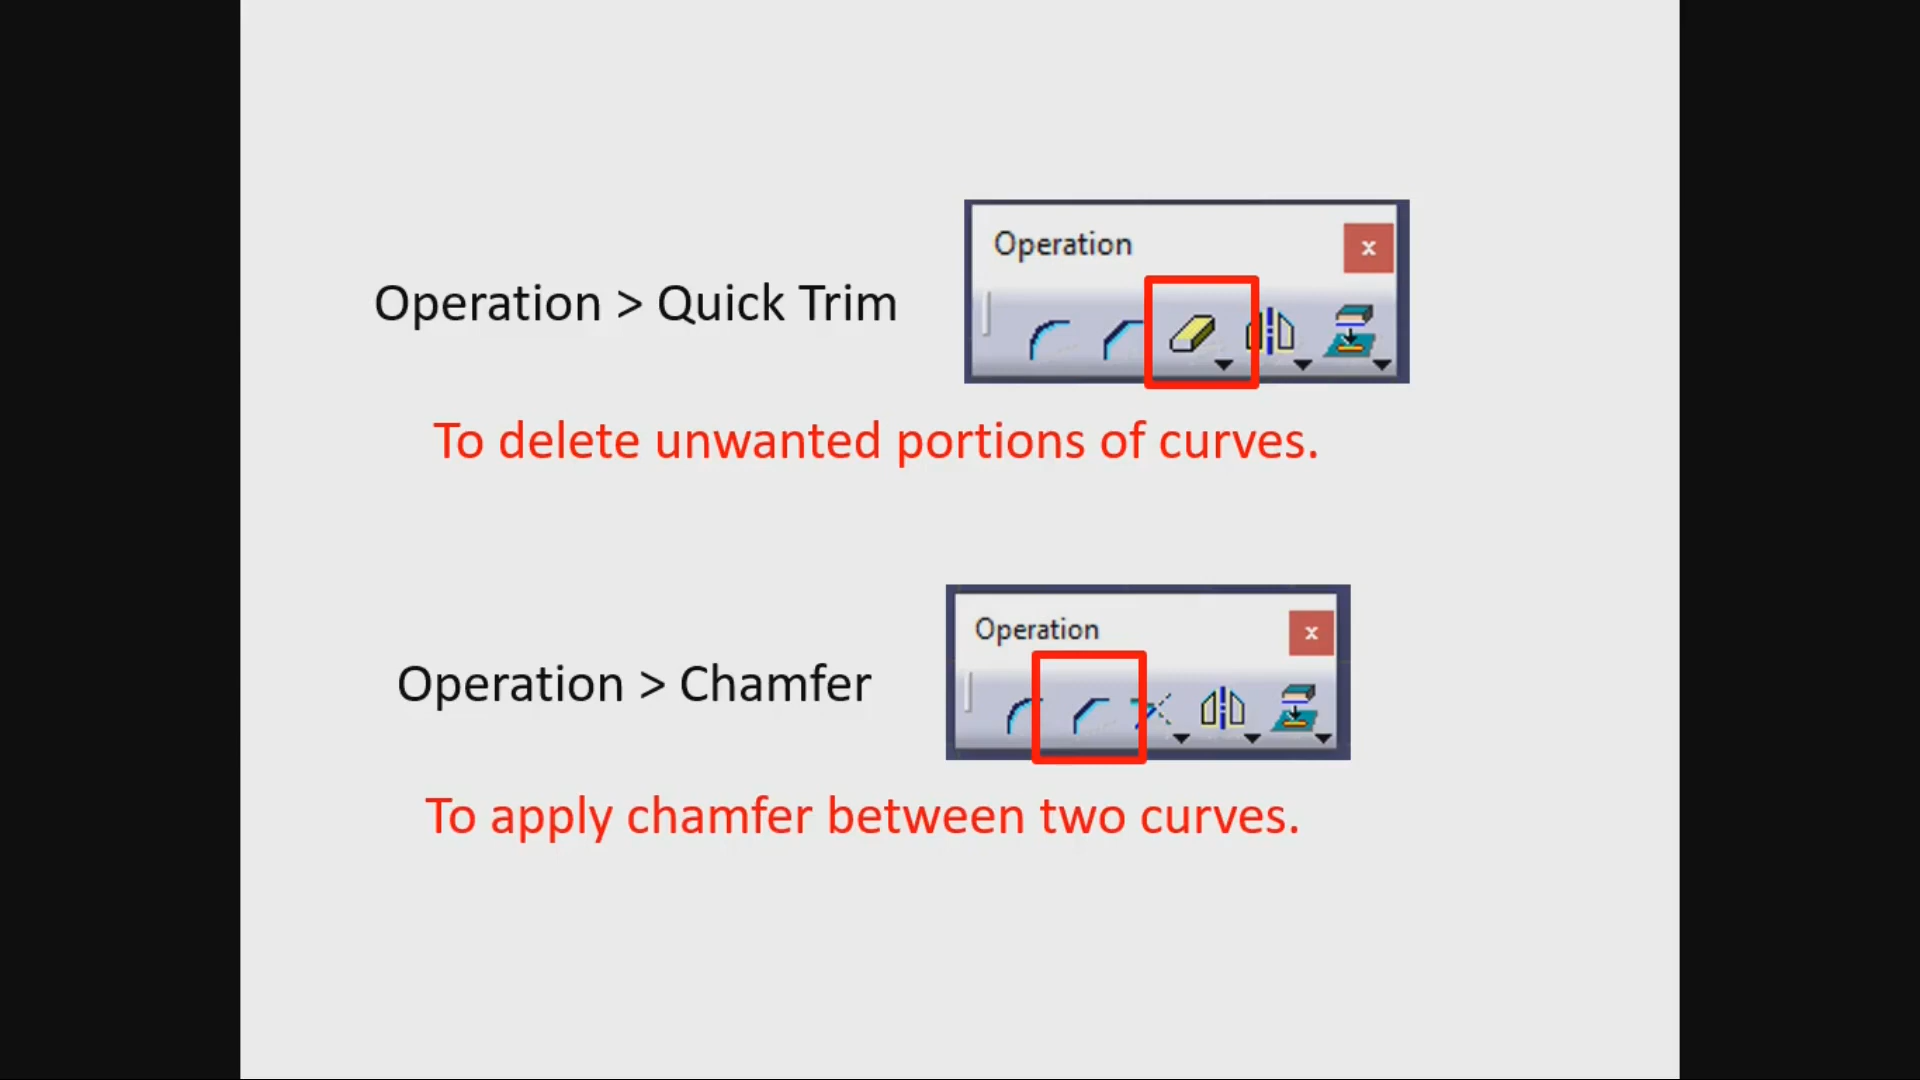 Operation
x
Operation > Quick Trim
To delete unwanted portions of curves.
Operation
x
Operation > Chamfer
To apply chamfer between two curves.